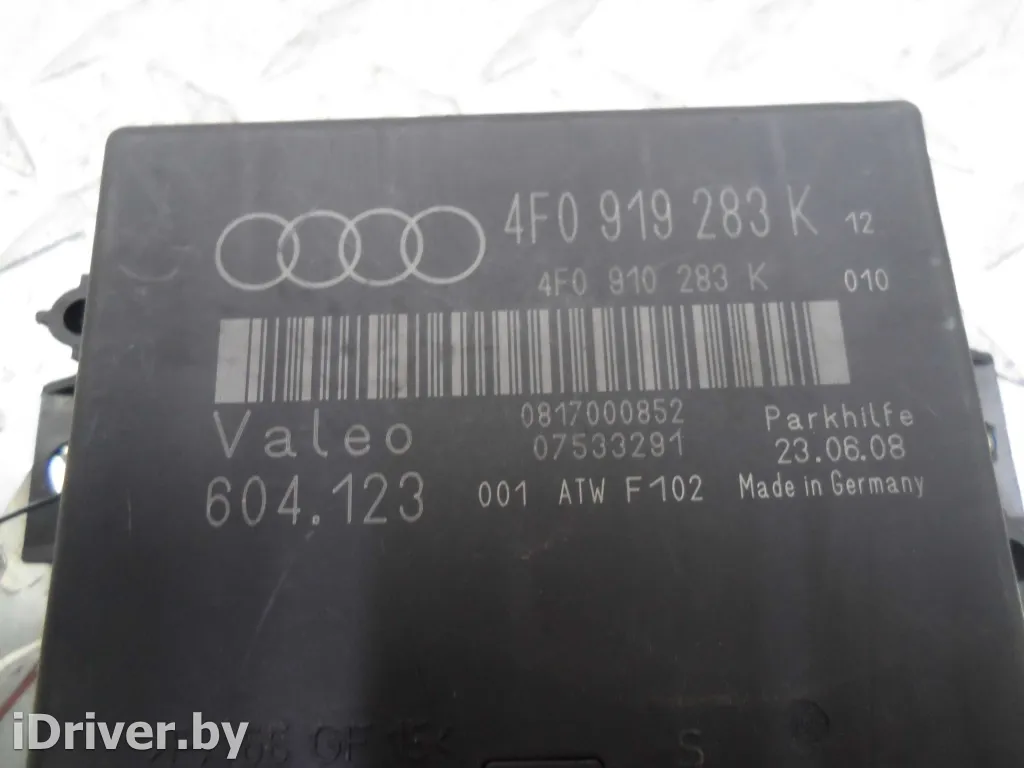 4F0 919 283 K 12
4F0 910 283 K 010
Valeo 0817000852 Parkhilfe
07533291 23.06.08
604.123 001 ATW F102 Made in Germany
S
iDriver.by